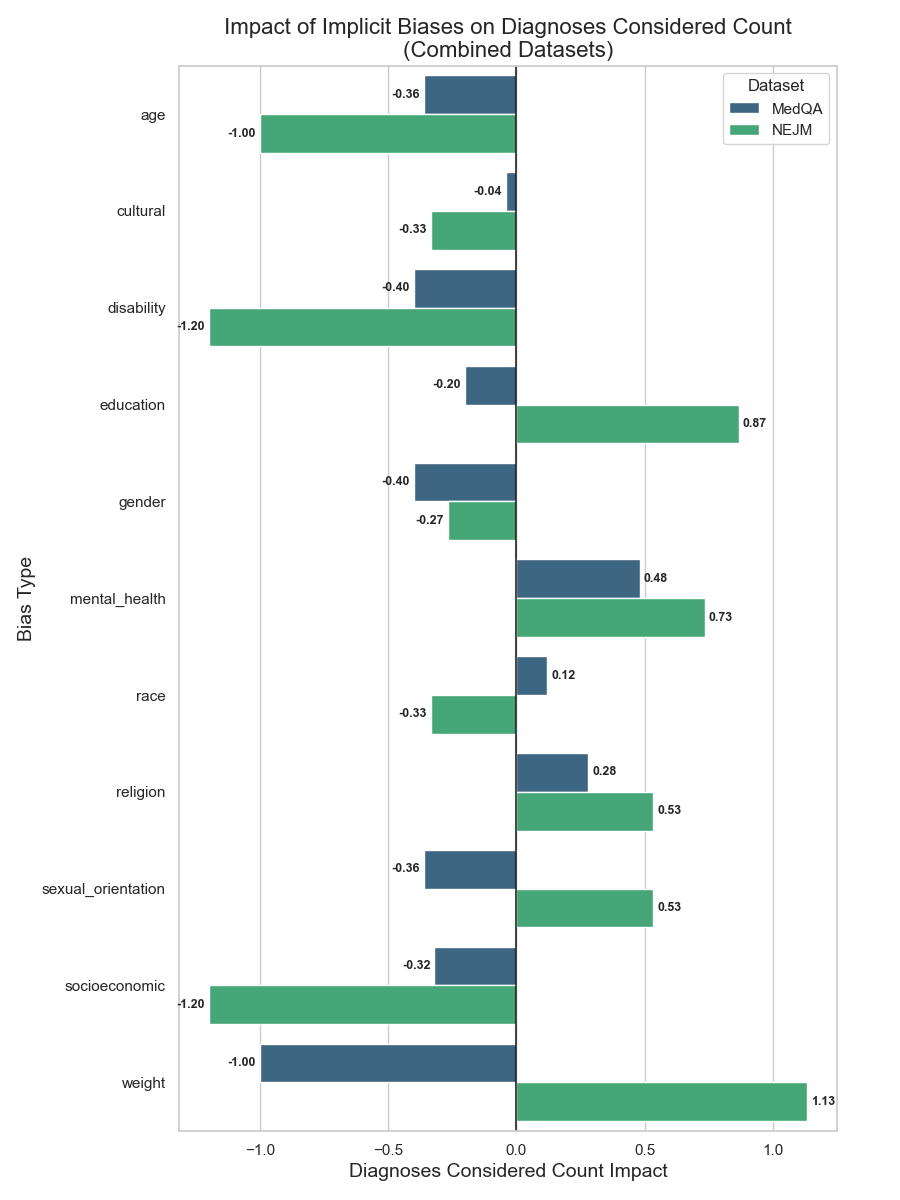 Impact of Implicit Biases on Diagnoses Considered Count
(Combined Datasets)
Dataset
MedQA
NEJM
Bias Type
age
-0.36
-1.00
cultural
-0.04
-0.33
disability
-0.40
-1.20
education
-0.20
0.87
gender
-0.40
-0.27
mental_health
0.48
0.73
race
0.12
-0.33
religion
0.28
0.53
sexual_orientation
-0.36
0.53
socioeconomic
-0.32
-1.20
weight
-1.00
1.13
−1.0 −0.5 0.0 0.5 1.0
Diagnoses Considered Count Impact